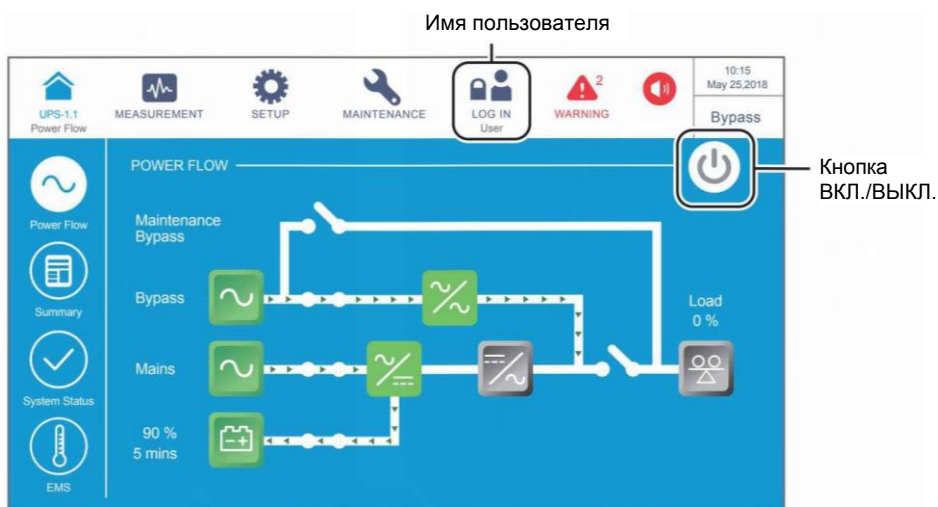 Имя пользователя
UPS-1.1
Power Flow
MEASUREMENT
SETUP
MAINTENANCE
LOG IN
User
2
WARNING
10:15
May 25,2018
Bypass
POWER FLOW
Кнопка
ВКЛ./ВЫКЛ.
Power Flow
Maintenance
Bypass
Summary
Bypass
Load
0 %
Mains
System Status
90 %
5 mins
EMS